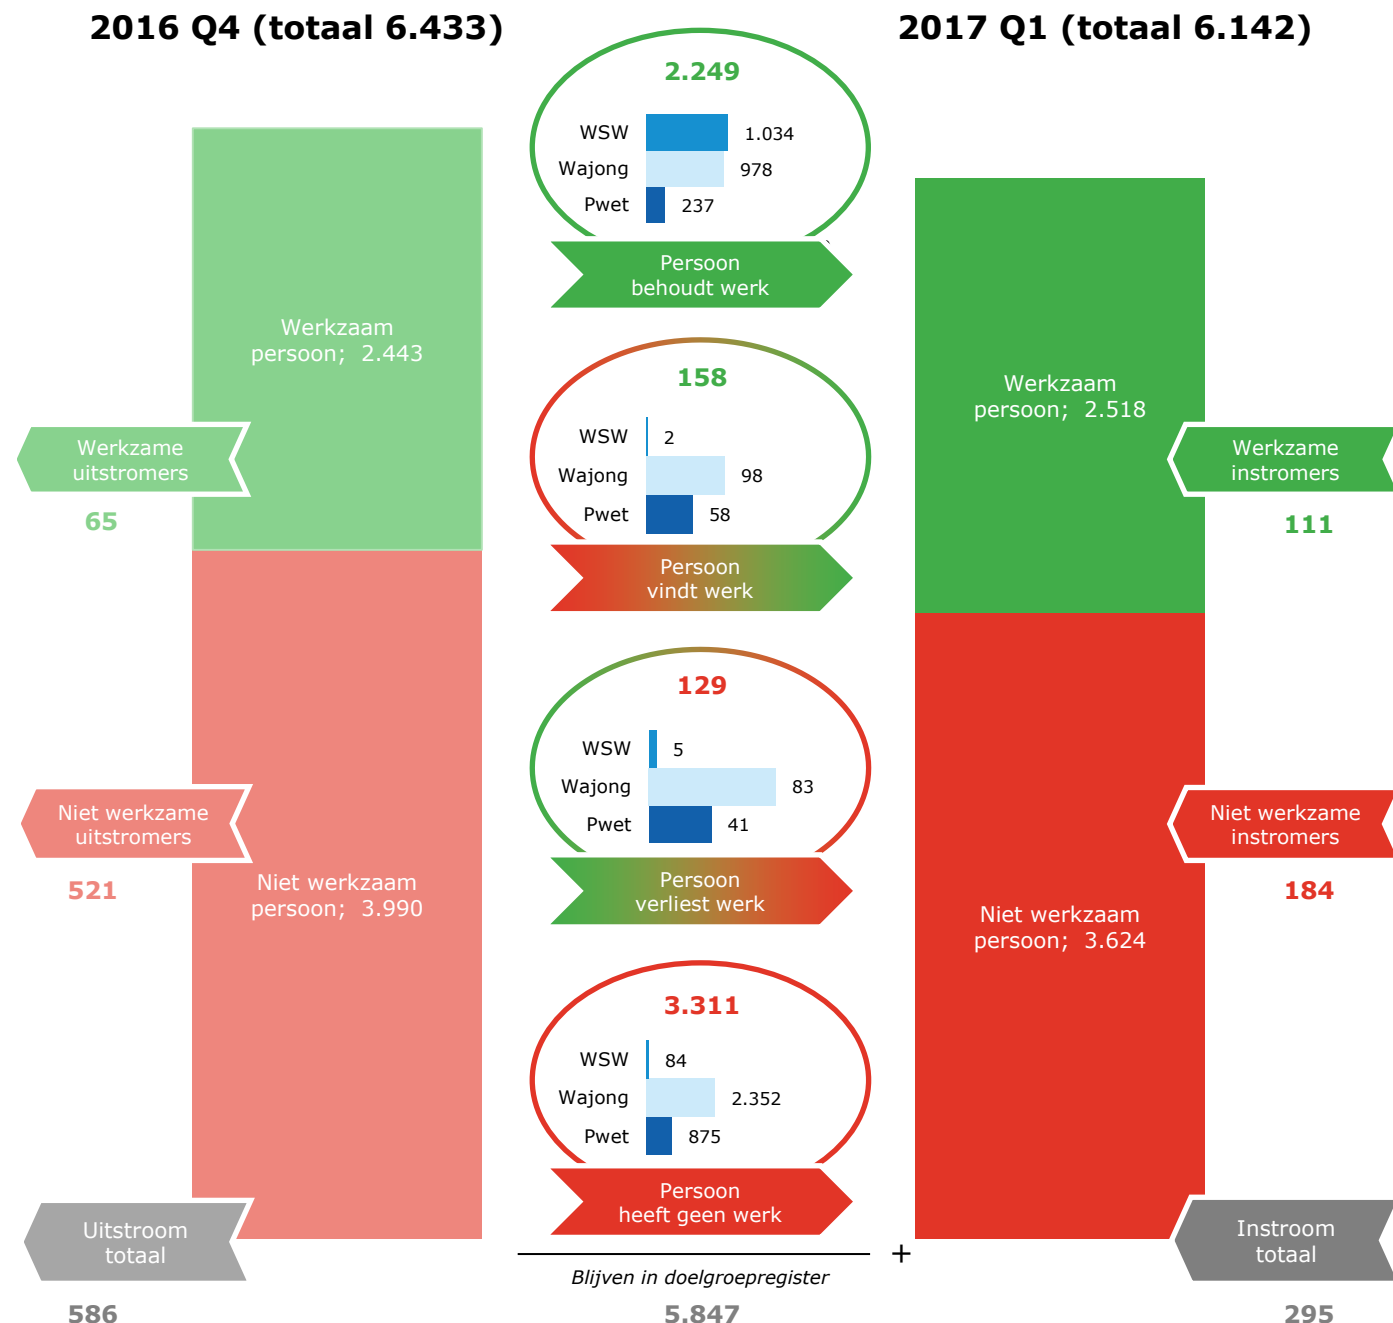 2016 Q4 (totaal 6.433)
2017 Q1 (totaal 6.142)
2.249
WSW 1.034
Wajong 978
Pwet 237
Persoon
behoudt werk
Werkzaam
persoon; 2.443
158
WSW 2
Wajong 98
Pwet 58
Persoon
vindt werk
Werkzaam
persoon; 2.518
Werkzame
uitstromers
65
Werkzame
instromers
111
129
WSW 5
Wajong 83
Pwet 41
Persoon
verliest werk
Niet werkzame
uitstromers
521
Niet werkzaam
persoon; 3.990
Niet werkzame
instromers
184
Niet werkzaam
persoon; 3.624
3.311
WSW 84
Wajong 2.352
Pwet 875
Persoon
heeft geen werk
+
Uitstroom
totaal
586
Blijven in doelgroepregister
5.847
Instroom
totaal
295